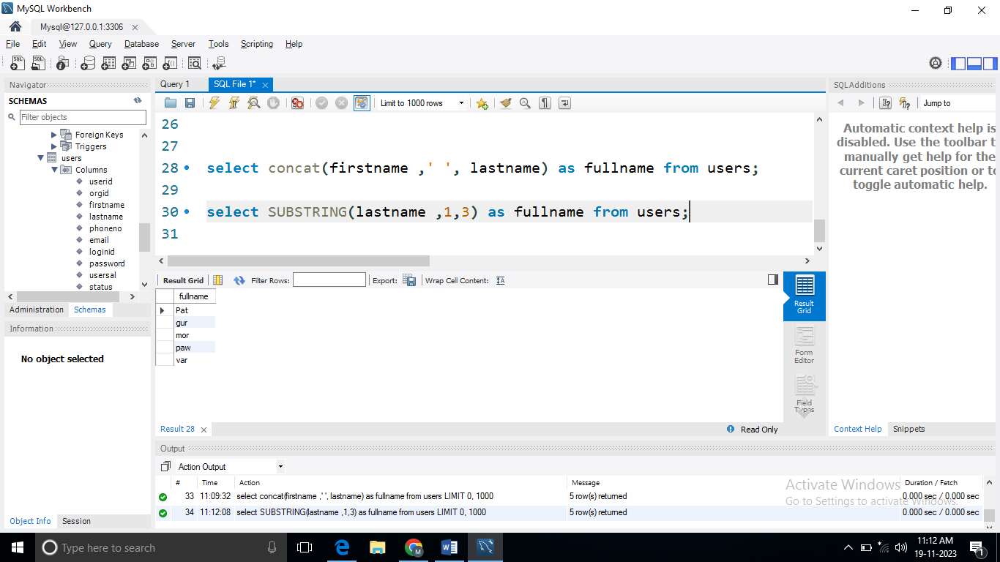 MySQL Workbench
Mysql@127.0.0.1:3306
File Edit View Query Database Server Tools Scripting Help
Navigator
SCHEMAS
Filter objects
Foreign Keys
Triggers
users
Columns
userid
orgid
firstname
lastname
phoneno
email
loginid
password
usersal
status
Administration Schemas
Information
No object selected
Object Info Session
Query 1 SQL File 1*
Limit to 1000 rows
26
27
28 select concat(firstname ,' ', lastname) as fullname from users;
29
30 select SUBSTRING(lastname ,1,3) as fullname from users;
31
Result Grid Filter Rows: Export: Wrap Cell Content:
fullname
Pat
gur
mor
paw
var
Result Grid
Form Editor
Field Types
Result 28 Read Only
SQLAdditions
Jump to
Automatic context help is
disabled. Use the toolbar t
manually get help for the
current caret position or to
toggle automatic help.
Context Help Snippets
Output
Action Output
# Time Action Message Duration / Fetch
33 11:09:32 select concat(firstname ,' ', lastname) as fullname from users LIMIT 0, 1000 5 row(s) returned 0.000 sec / 0.000 sec
34 11:12:08 select SUBSTRING(lastname ,1,3) as fullname from users LIMIT 0, 1000 5 row(s) returned 0.000 sec / 0.000 sec
Activate Windows
Go to Settings to activate Windows.
Type here to search
11:12 AM
19-11-2023
1